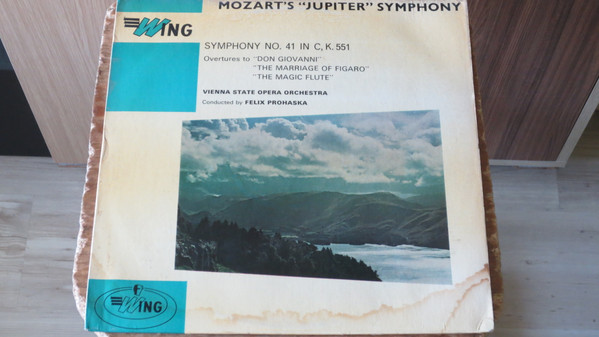 MOZART'S "JUPITER" SYMPHONY
WING
SYMPHONY NO. 41 IN C, K. 551
Overtures to "DON GIOVANNI"
"THE MARRIAGE OF FIGARO"
"THE MAGIC FLUTE"
VIENNA STATE OPERA ORCHESTRA
Conducted by FELIX PROHASKA
WING